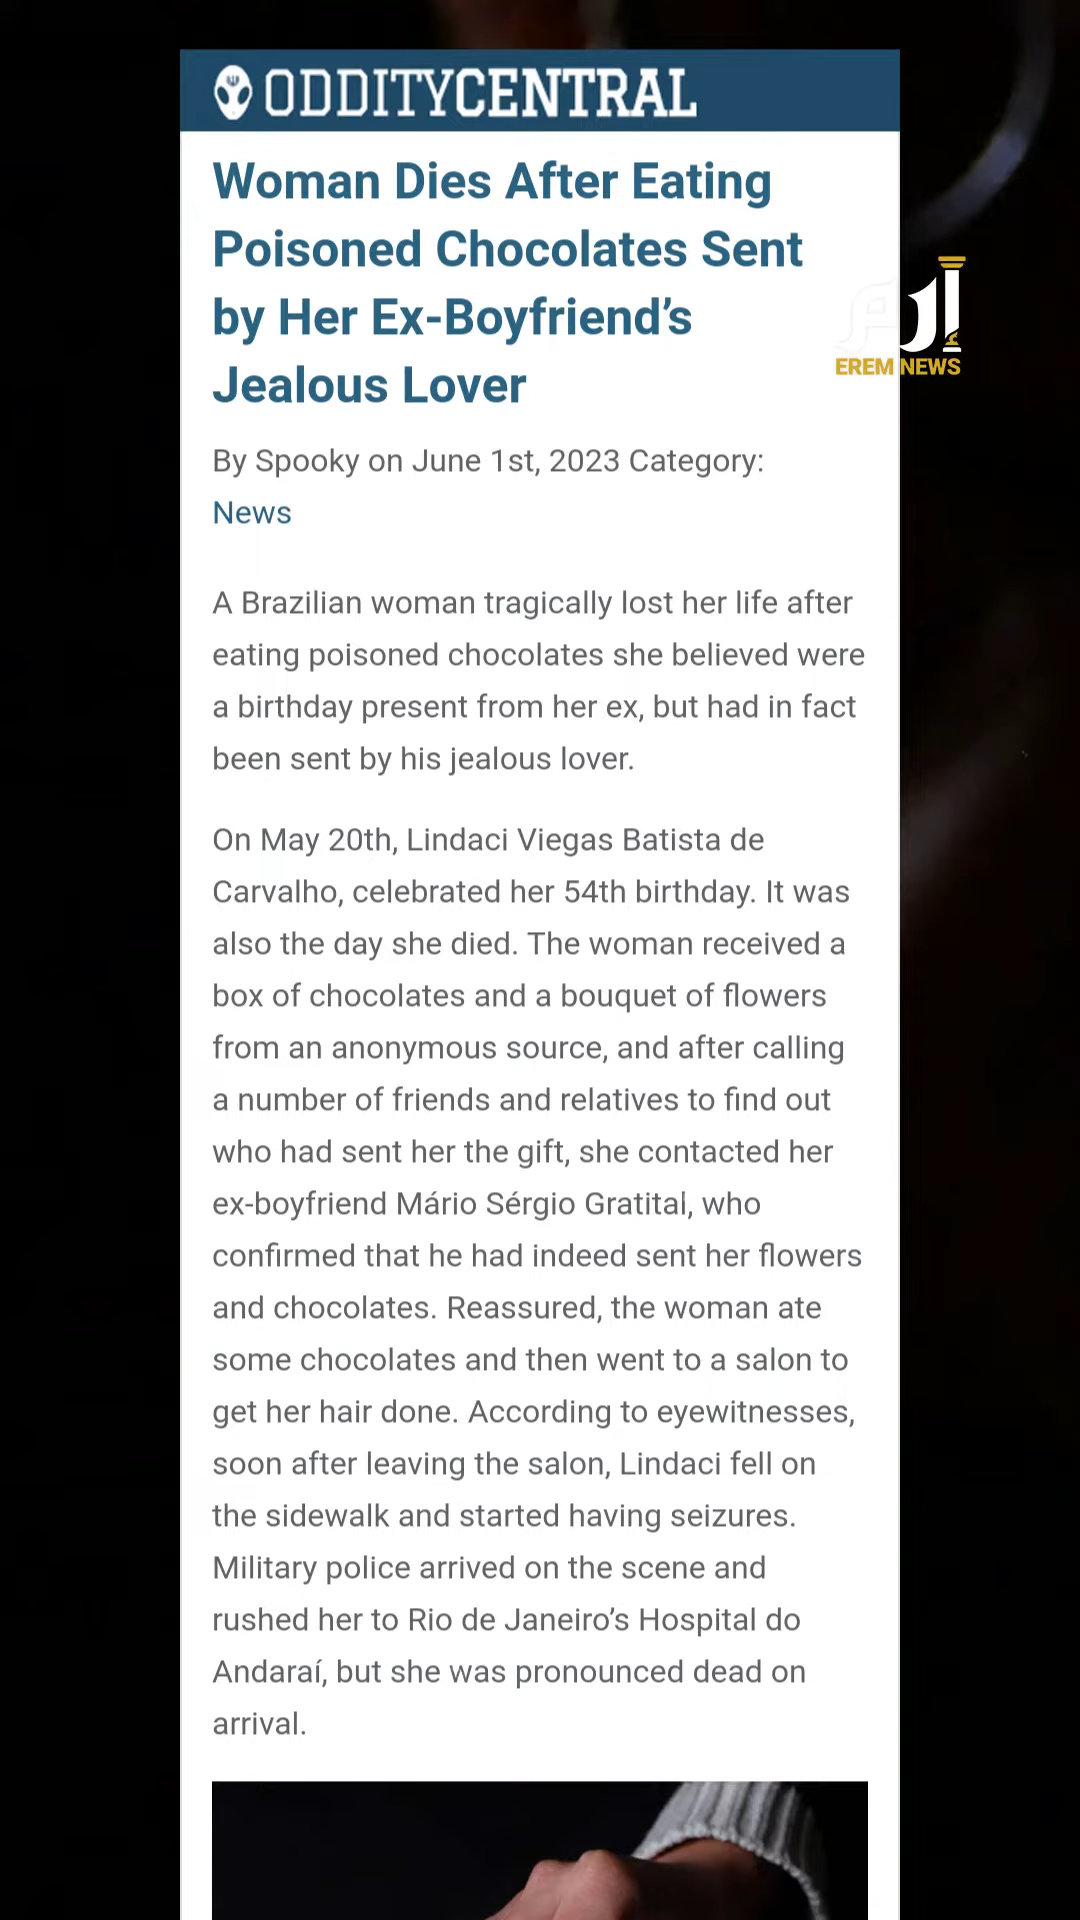 ODDITYCENTRAL
Woman Dies After Eating
Poisoned Chocolates Sent
by Her Ex-Boyfriend’s
Jealous Lover
إرم
EREM NEWS
By Spooky on June 1st, 2023 Category:
News
A Brazilian woman tragically lost her life after
eating poisoned chocolates she believed were
a birthday present from her ex, but had in fact
been sent by his jealous lover.
On May 20th, Lindaci Viegas Batista de
Carvalho, celebrated her 54th birthday. It was
also the day she died. The woman received a
box of chocolates and a bouquet of flowers
from an anonymous source, and after calling
a number of friends and relatives to find out
who had sent her the gift, she contacted her
ex-boyfriend Mário Sérgio Gratital, who
confirmed that he had indeed sent her flowers
and chocolates. Reassured, the woman ate
some chocolates and then went to a salon to
get her hair done. According to eyewitnesses,
soon after leaving the salon, Lindaci fell on
the sidewalk and started having seizures.
Military police arrived on the scene and
rushed her to Rio de Janeiro’s Hospital do
Andaraí, but she was pronounced dead on
arrival.